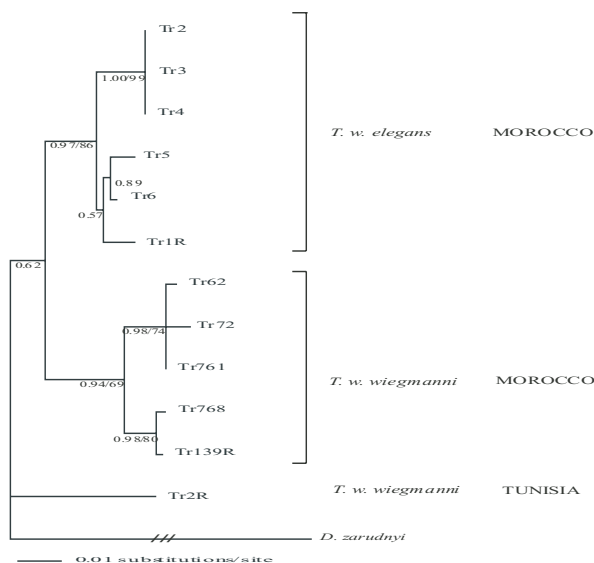 Tr2
Tr3
1.00/99
Tr4
T. w. elegans MOROCCO
0.97/86
Tr5
0.89
Tr6
0.57
Tr1R
0.62
Tr62
Tr72
0.98/74
Tr761
T. w. wiegmanni MOROCCO
0.94/69
Tr768
0.98/80
Tr139R
T. w. wiegmanni TUNISIA
Tr2R
D. zarudnyi
0.01 substitutions/site